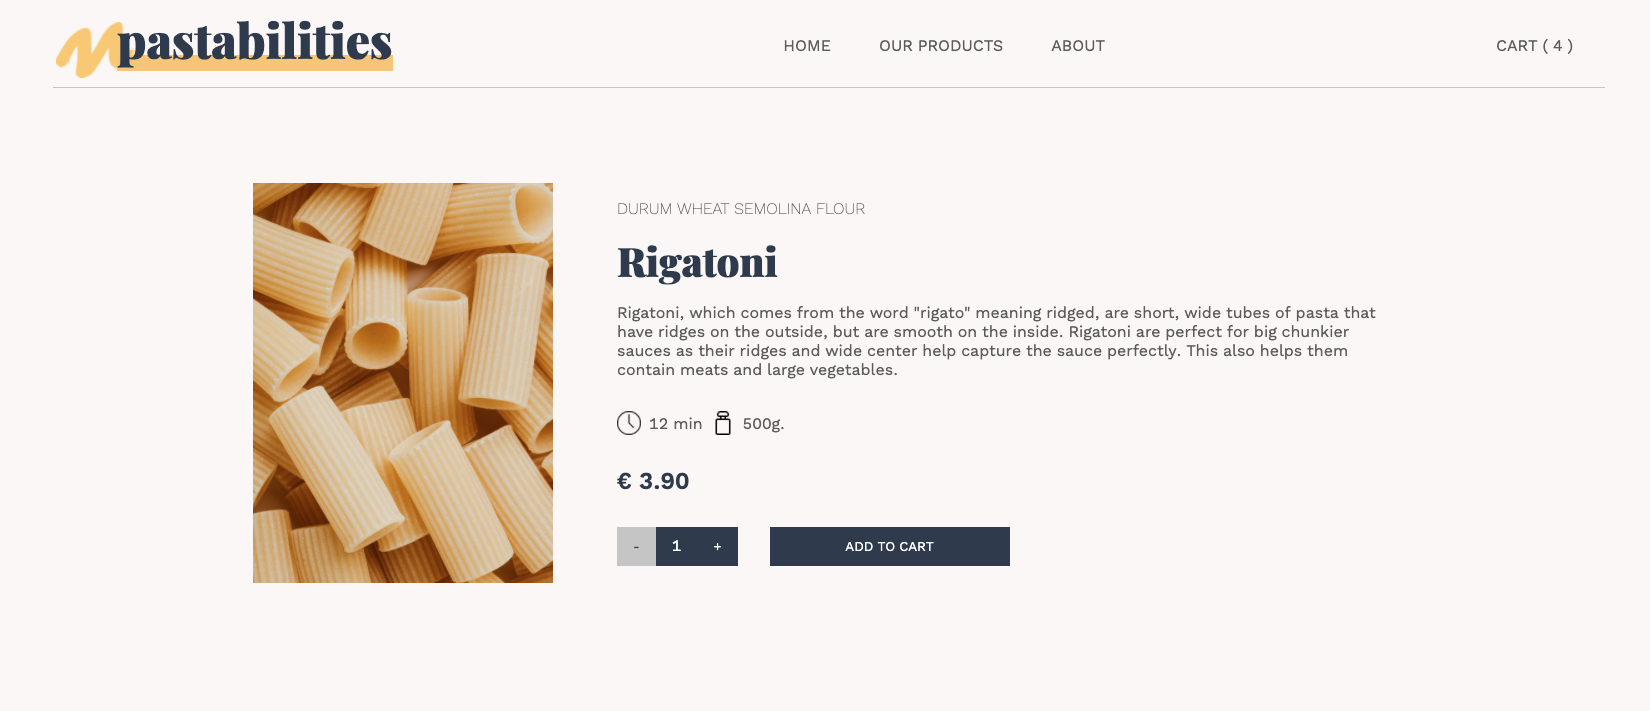 pastabilities
HOME OUR PRODUCTS ABOUT CART ( 4 )
DURUM WHEAT SEMOLINA FLOUR
Rigatoni
Rigatoni, which comes from the word "rigato" meaning ridged, are short, wide tubes of pasta that
have ridges on the outside, but are smooth on the inside. Rigatoni are perfect for big chunkier
sauces as their ridges and wide center help capture the sauce perfectly. This also helps them
contain meats and large vegetables.
12 min 500g.
€ 3.90
- 1 + ADD TO CART